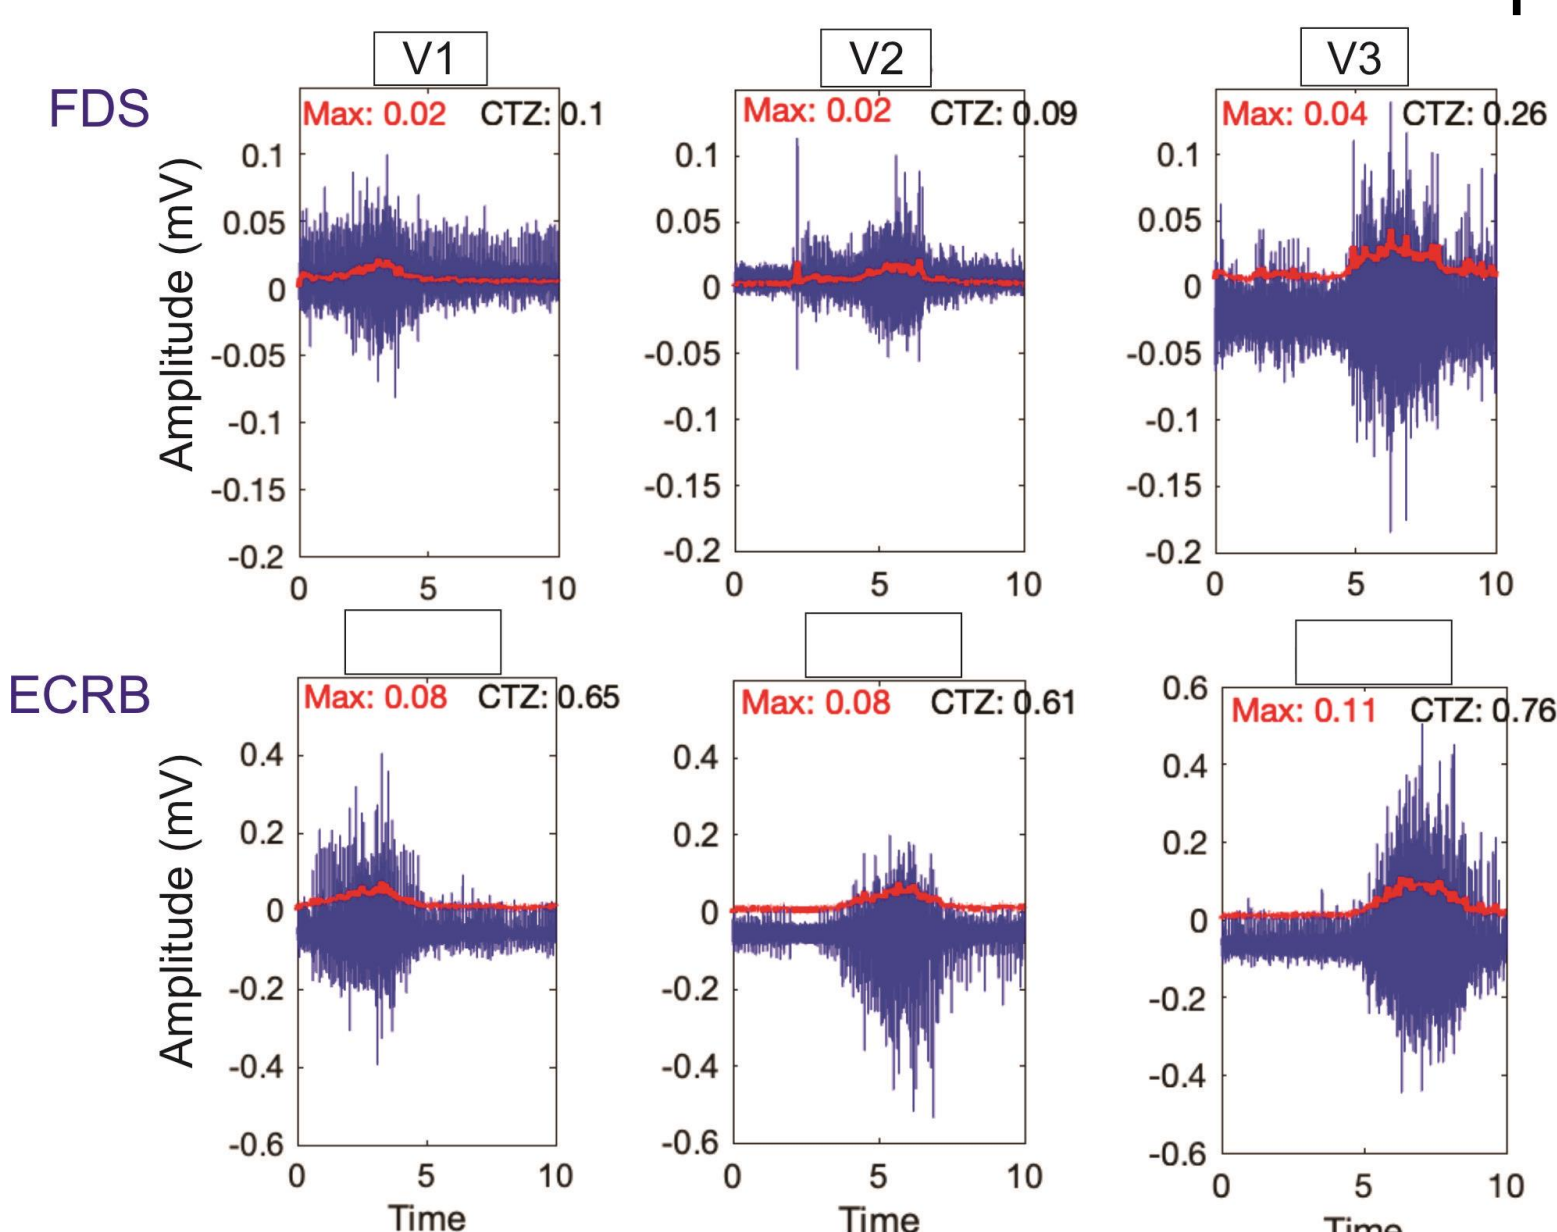 V1 V2 V3
FDS
Max: 0.02 CTZ: 0.1
Max: 0.02 CTZ: 0.09
Max: 0.04 CTZ: 0.26
Amplitude (mV)
0.1 0.1 0.1
0.05 0.05 0.05
0 0 0
-0.05 -0.05 -0.05
-0.1 -0.1 -0.1
-0.15 -0.15 -0.15
-0.2 -0.2 -0.2
0 5 10 0 5 10 0 5 10
ECRB
Max: 0.08 CTZ: 0.65
Max: 0.08 CTZ: 0.61
0.6
Max: 0.11 CTZ: 0.76
Amplitude (mV)
0.4 0.4 0.4
0.2 0.2 0.2
0 0 0
-0.2 -0.2 -0.2
-0.4 -0.4 -0.4
-0.6 -0.6 -0.6
0 5 10 0 5 10 0 5 10
Time Time Time